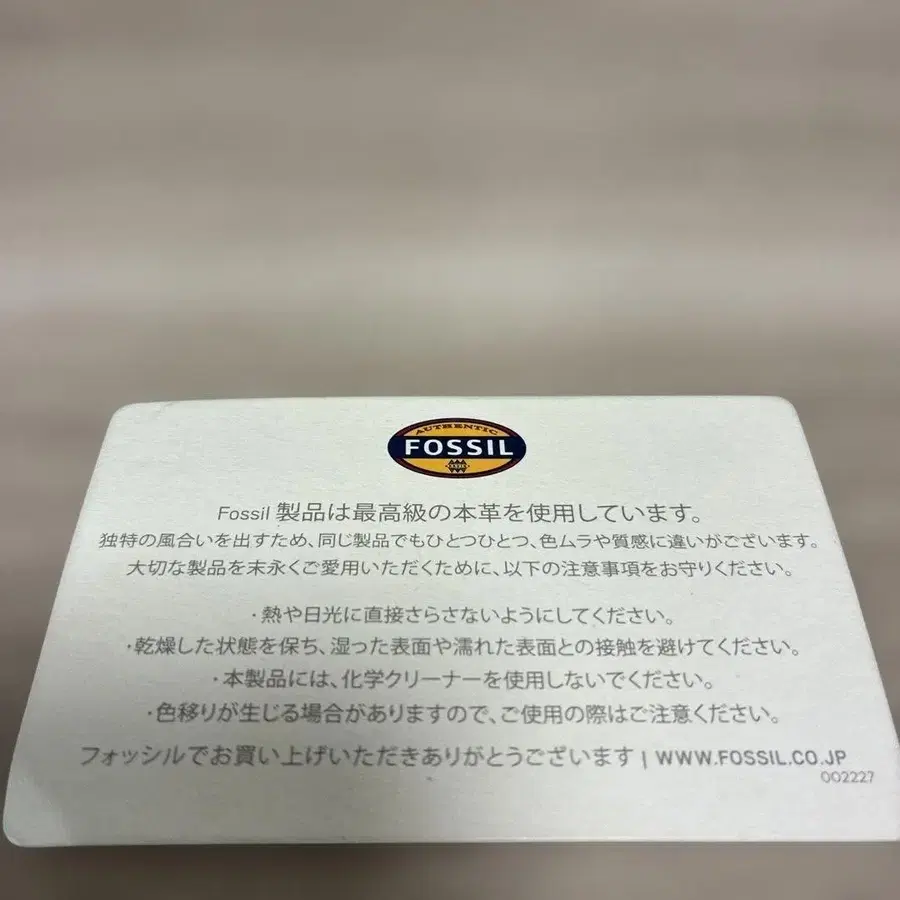 AUTHENTIC
FOSSIL
Fossil 製品は最高級の本革を使用しています。
独特の風合いを出すため、同じ製品でもひとつひとつ、色ムラや質感に違いがございます。
大切な製品を末永くご愛用いただくために、以下の注意事項をお守りください。
・熱や日光に直接さらさないようにしてください。
・乾燥した状態を保ち、湿った表面や濡れた表面との接触を避けてください。
・本製品には、化学クリーナーを使用しないでください。
・色移りが生じる場合がありますので、ご使用の際はご注意ください。
フォッシルでお買い上げいただきありがとうございます | WWW.FOSSIL.CO.JP
002227